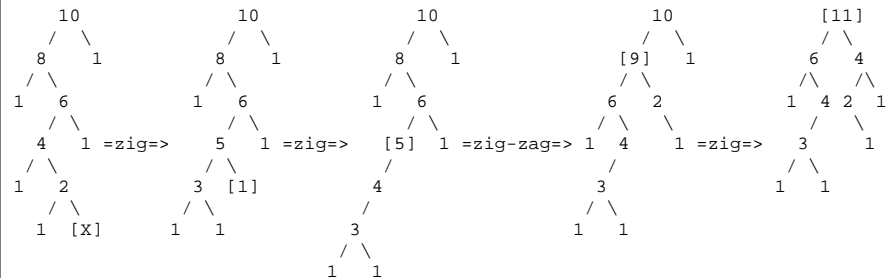 10 10 10 10 [11]
/ \ / \ / \ / \ / \
8 1 8 1 8 1 [9] 1 6 4
/ \ / \ / \ / \ /\ /\
1 6 1 6 1 6 6 2 1 4 2 1
/ \ / \ / \ / \ \ / \
4 1 =zig=> 5 1 =zig=> [5] 1 =zig-zag=> 1 4 1 =zig=> 3 1
/ \ / \ / / / \
1 2 3 [1] 4 3 1 1
/ \ / \ / / \
1 [X] 1 1 3 1 1
/ \
1 1